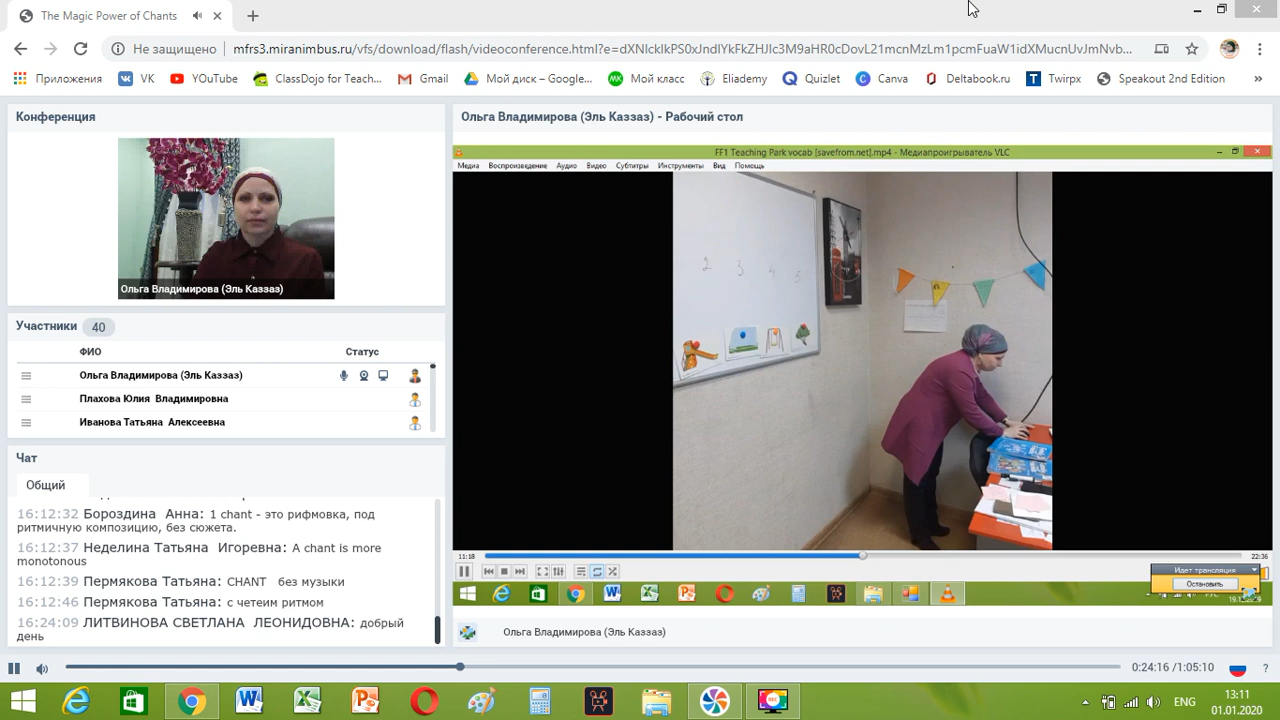 The Magic Power of Chants
Не защищено
mfrs3.miranimbus.ru/vfs/download/flash/videoconference.html?e=dXNlcklkPS0xJndlYkFkZHJlc3M9aHR0cDovL21mcnMzLm1pcmFuaW1idXMucnUvJmNvb...
Приложения
VK
YOutube
ClassDojo for Teach...
Gmail
Мой диск – Google...
Мой класс
Eliademy
Quizlet
Canva
Deltabook.ru
Twirpx
Speakout 2nd Edition
»
Конференция
Ольга Владимирова (Эль Каззаз)
Участники 40
ФИО Статус
Ольга Владимирова (Эль Каззаз)
Плахова Юлия Владимировна
Иванова Татьяна Алексеевна
Чат
Общий
16:12:32 Бороздина Анна: 1 chant - это рифмовка, под
ритмичную композицию, без сюжета.
16:12:37 Неделина Татьяна Игоревна: A chant is more
monotonous
16:12:39 Пермякова Татьяна: CHANT без музыки
16:12:46 Пермякова Татьяна: с четеим ритмом
16:24:09 ЛИТВИНОВА СВЕТЛАНА ЛЕОНИДОВНА: добрый
день
Ольга Владимирова (Эль Каззаз) - Рабочий стол
FF1 Teaching Park vocab [savefrom.net].mp4 - Медиапроигрыватель VLC
Медиа Воспроизведение Аудио Видео Субтитры Инструменты Вид Помощь
2 3 4 5
11:18 22:36
Идет трансляция
Остановить
Ольга Владимирова (Эль Каззаз)
0:24:16 / 1:05:10
?
ENG
13:11
01.01.2020